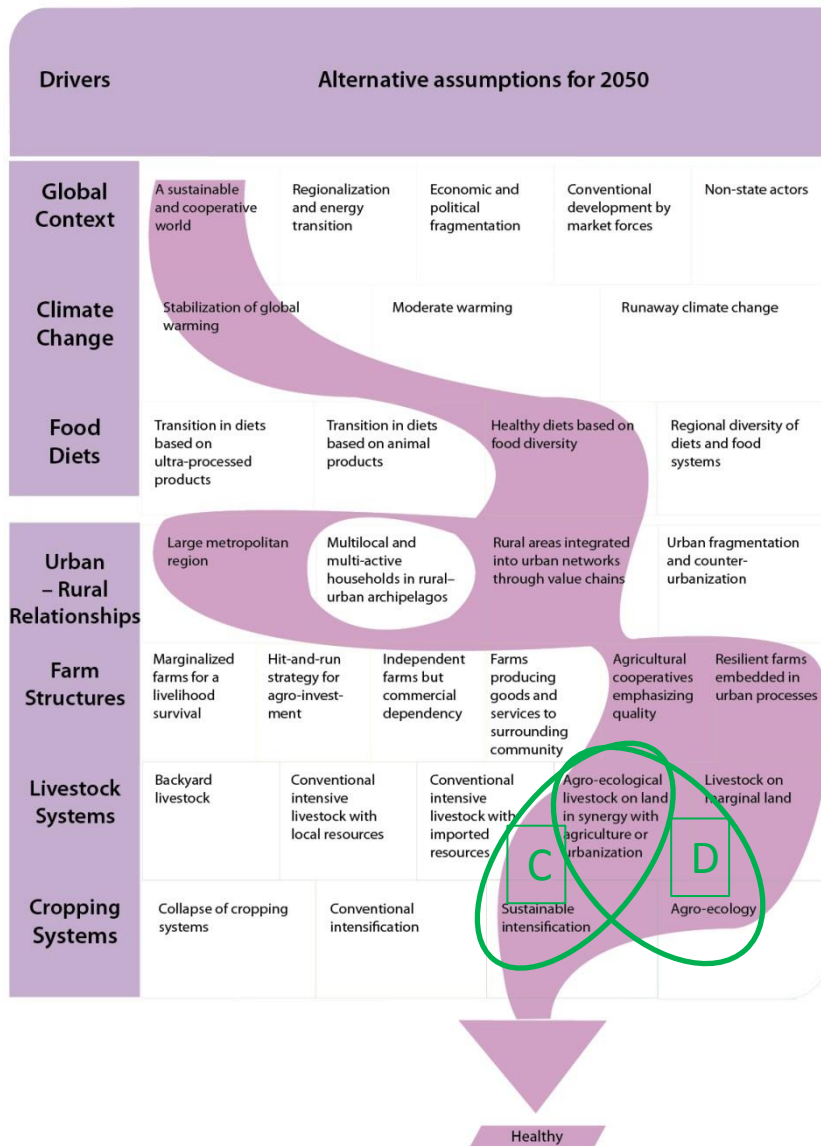 Drivers
Alternative assumptions for 2050
Global
Context
A sustainable
and cooperative
world
Regionalization
and energy
transition
Economic and
political
fragmentation
Conventional
development by
market forces
Non-state actors
Climate
Change
Stabilization of global
warming
Moderate warming
Runaway climate change
Food
Diets
Transition in diets
based on
ultra-processed
products
Transition in diets
based on animal
products
Healthy diets based on
food diversity
Regional diversity of
diets and food
systems
Urban
– Rural
Relationships
Large metropolitan
region
Multilocal and
multi-active
households in rural–
urban archipelagos
Rural areas integrated
into urban networks
through value chains
Urban fragmentation
and counter-
urbanization
Farm
Structures
Marginalized
farms for a
livelihood
survival
Hit-and-run
strategy for
agro-invest-
ment
Independent
farms but
commercial
dependency
Farms
producing
goods and
services to
surrounding
community
Agricultural
cooperatives
emphasizing
quality
Resilient farms
embedded in
urban processes
Livestock
Systems
Backyard
livestock
Conventional
intensive
livestock with
local resources
Conventional
intensive
livestock with
imported
resources
Agro-ecological
livestock on land
in synergy with
agriculture or
urbanization
Livestock on
marginal land
C
D
Cropping
Systems
Collapse of cropping
systems
Conventional
intensification
Sustainable
intensification
Agro-ecology
Healthy